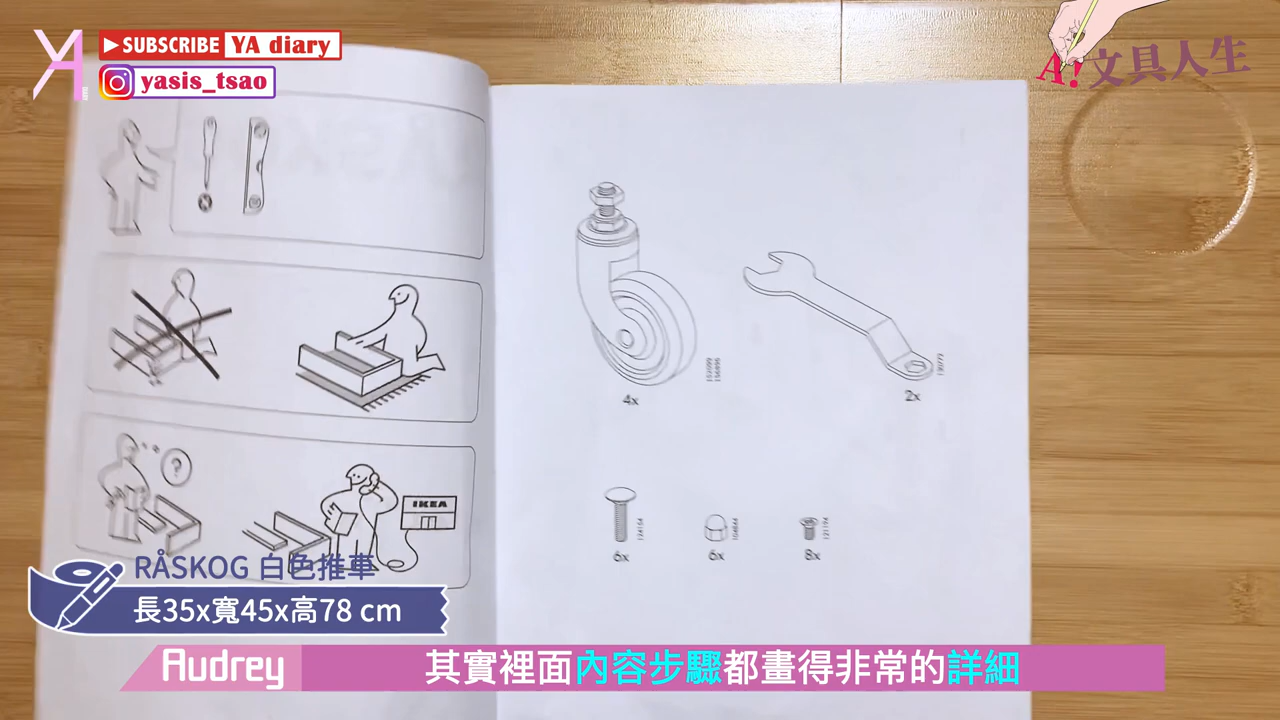 YA
DIARY
SUBSCRIBE YA diary
yasis_tsao
A!文具人生
?
IKEA
4x
2x
6x
6x
8x
RÅSKOG 白色推車
長35x寬45x高78 cm
Audrey
其實裡面內容步驟都畫得非常的詳細